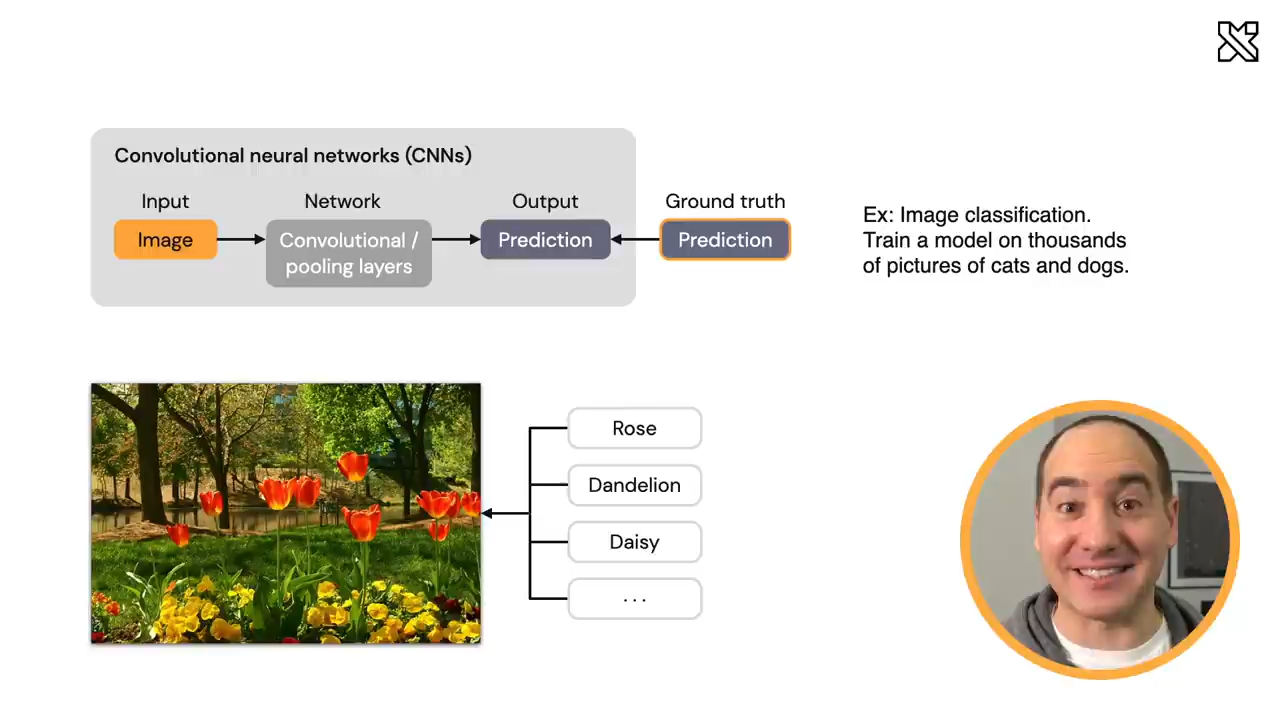 Convolutional neural networks (CNNs)
Input
Network
Output
Ground truth
Image
Convolutional /
pooling layers
Prediction
Prediction
Ex: Image classification.
Train a model on thousands
of pictures of cats and dogs.
Rose
Dandelion
Daisy
...